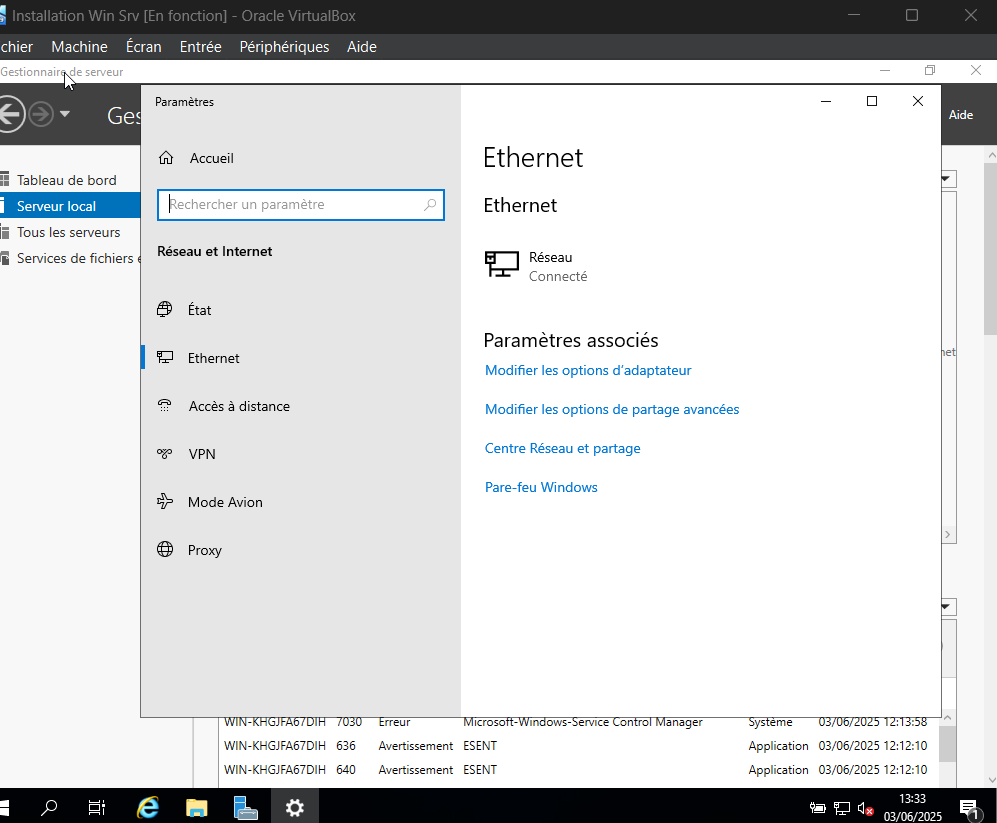 Installation Win Srv [En fonction] - Oracle VirtualBox
chier Machine Écran Entrée Périphériques Aide
Gestionnaire de serveur
Ges
Aide
Tableau de bord
Serveur local
Tous les serveurs
Services de fichiers e
Paramètres
Accueil
Rechercher un paramètre
Réseau et Internet
État
Ethernet
Accès à distance
VPN
Mode Avion
Proxy
Ethernet
Ethernet
Réseau
Connecté
Paramètres associés
Modifier les options d’adaptateur
Modifier les options de partage avancées
Centre Réseau et partage
Pare-feu Windows
net
WIN-KHGJFA67DIH 7030 Erreur Microsoft-Windows-Service Control Manager Système 03/06/2025 12:13:58
WIN-KHGJFA67DIH 636 Avertissement ESENT Application 03/06/2025 12:12:10
WIN-KHGJFA67DIH 640 Avertissement ESENT Application 03/06/2025 12:12:10
13:33
03/06/2025
1